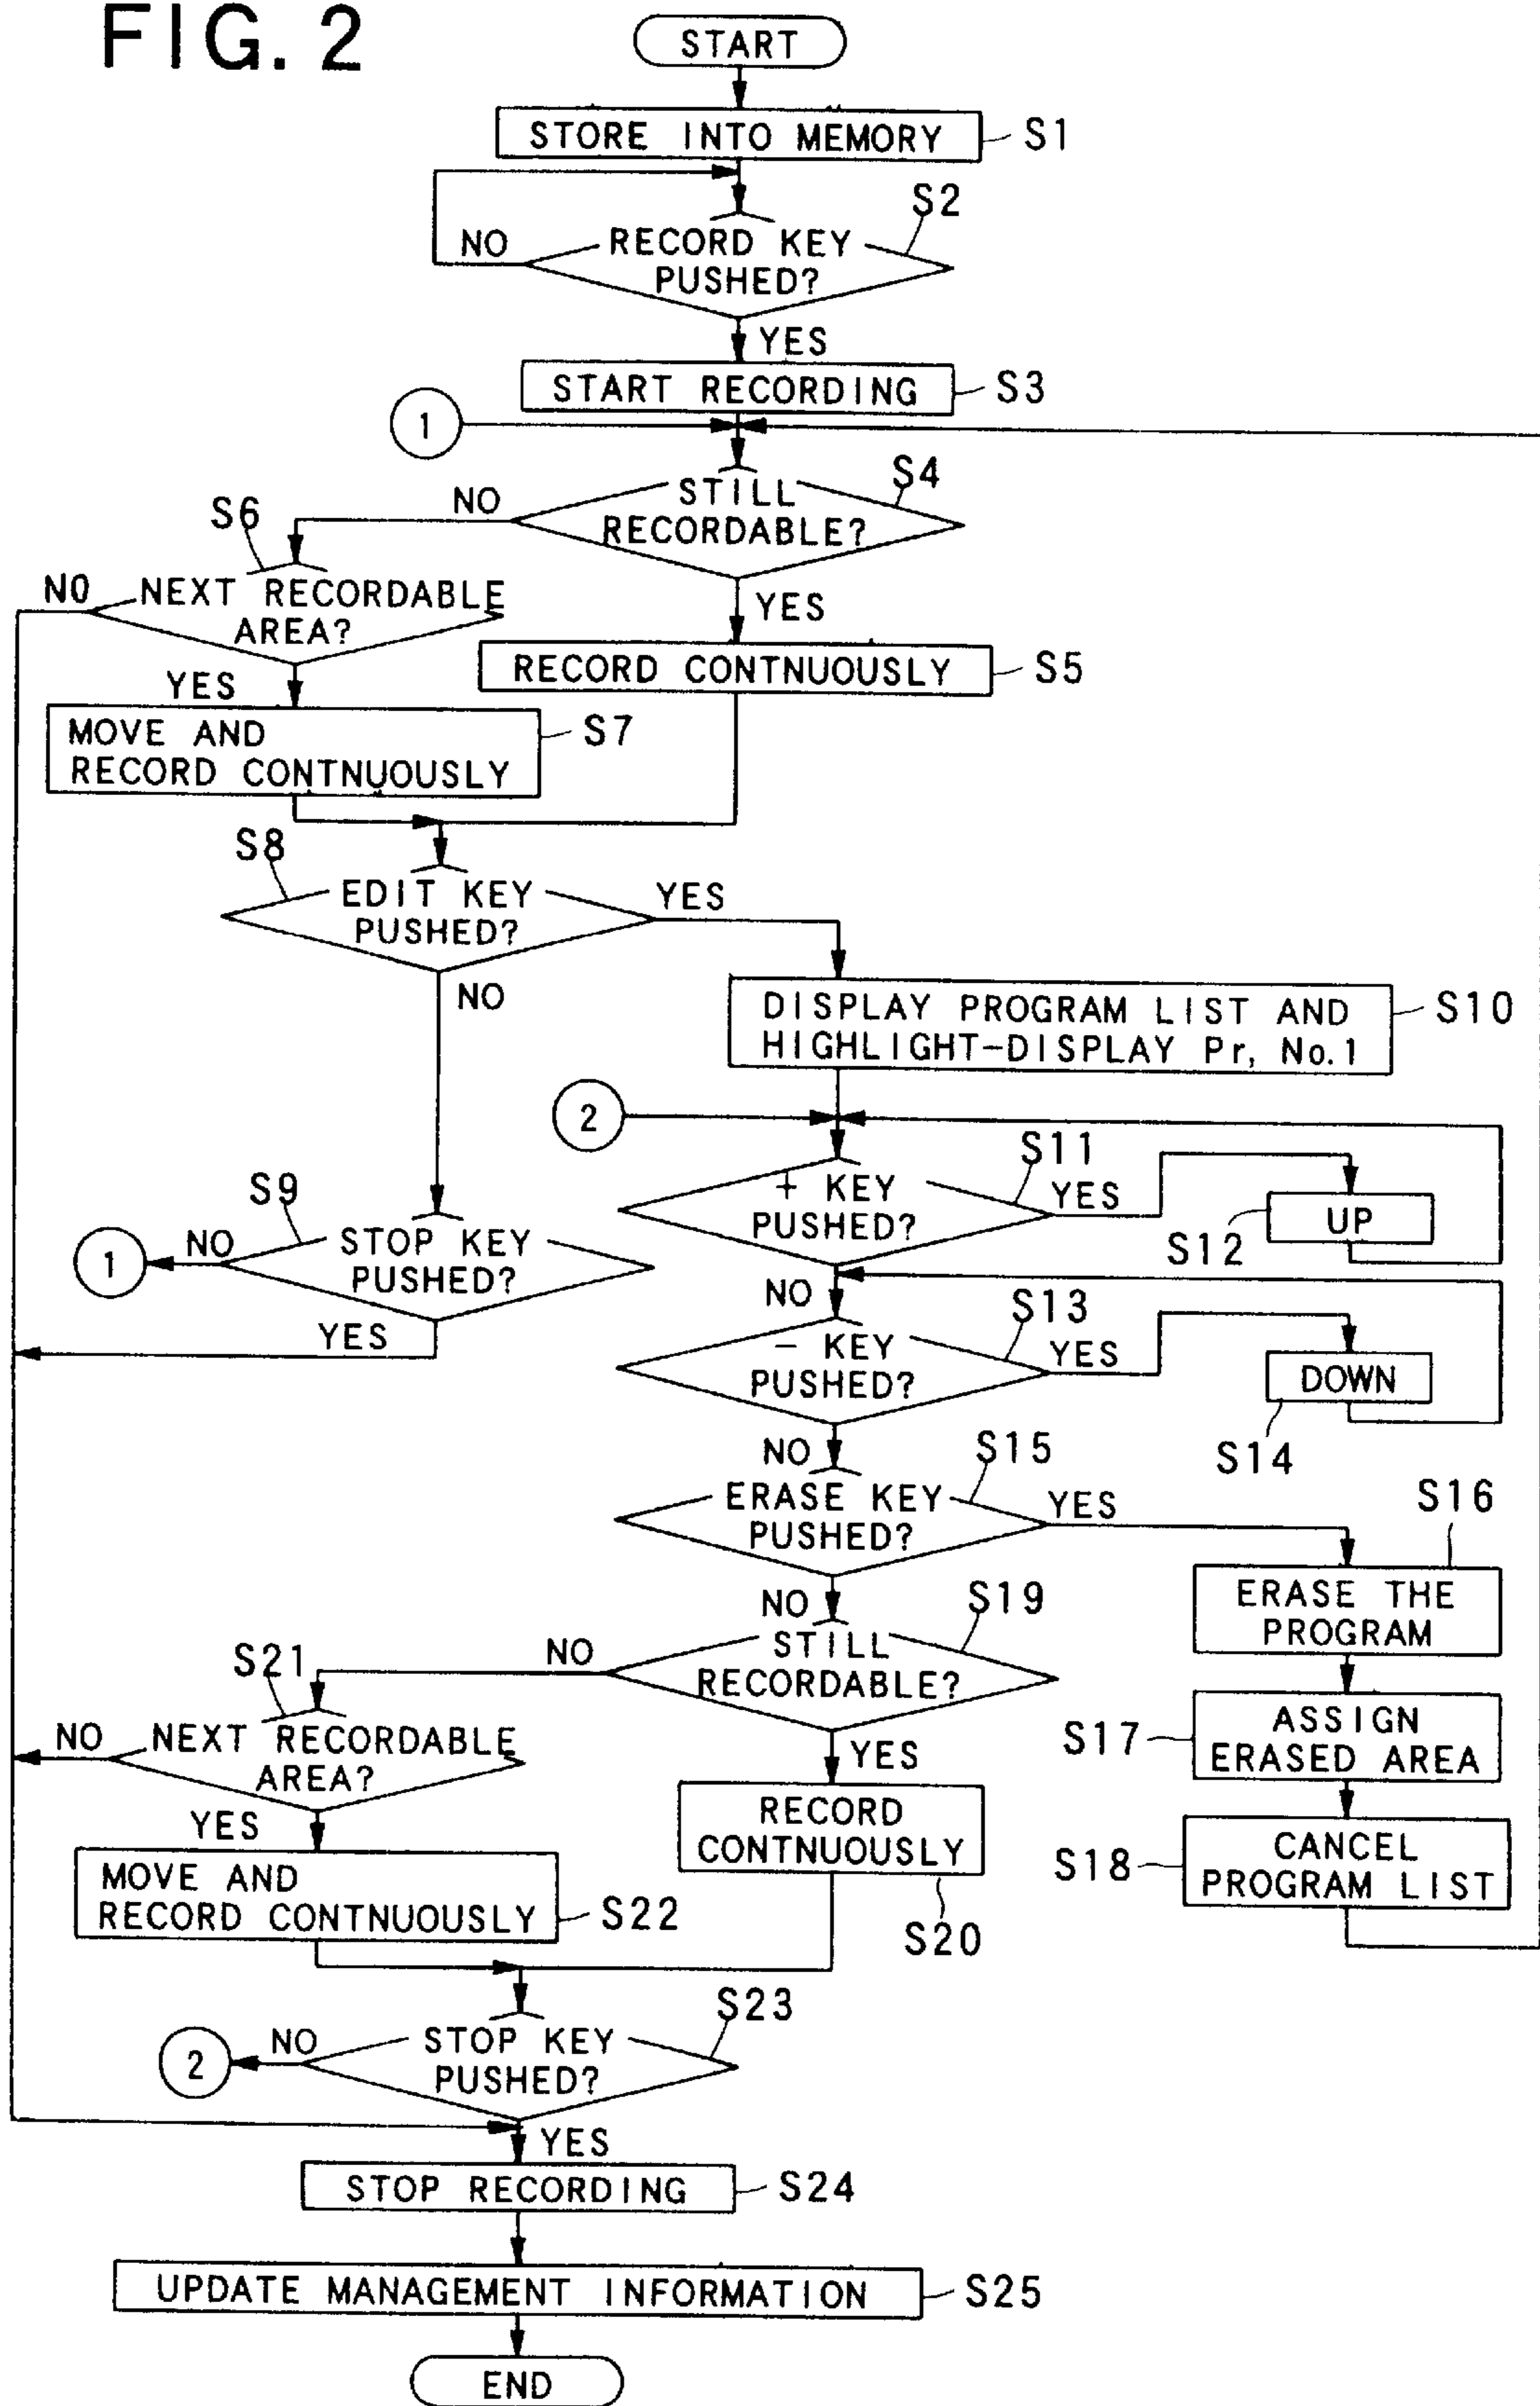 FIG. 2
START
STORE INTO MEMORY
S1
S2
RECORD KEY
PUSHED?
NO
YES
START RECORDING
S3
1
S4
STILL
RECORDABLE?
NO
YES
S6
NEXT RECORDABLE
AREA?
NO
YES
RECORD CONTNUOUSLY
S5
MOVE AND
RECORD CONTNUOUSLY
S7
S8
EDIT KEY
PUSHED?
YES
NO
DISPLAY PROGRAM LIST AND
HIGHLIGHT-DISPLAY Pr, No.1
S10
2
S11
+ KEY
PUSHED?
YES
UP
S12
S9
STOP KEY
PUSHED?
NO
1
YES
NO
S13
- KEY
PUSHED?
YES
DOWN
S14
NO
S15
ERASE KEY
PUSHED?
YES
S16
ERASE THE
PROGRAM
NO
S19
STILL
RECORDABLE?
NO
YES
S17
ASSIGN
ERASED AREA
S21
NEXT RECORDABLE
AREA?
NO
YES
RECORD
CONTNUOUSLY
S20
S18
CANCEL
PROGRAM LIST
MOVE AND
RECORD CONTNUOUSLY
S22
S23
STOP KEY
PUSHED?
NO
2
YES
STOP RECORDING
S24
UPDATE MANAGEMENT INFORMATION
S25
END